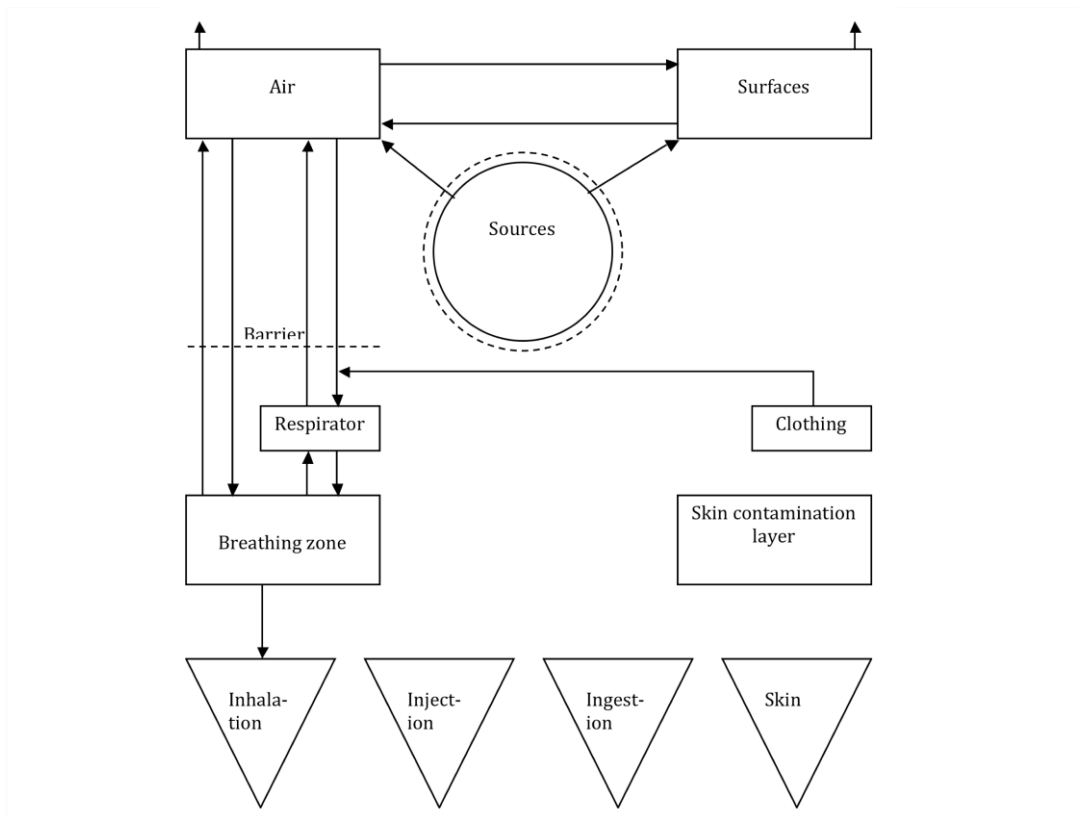 Air
Surfaces
Sources
Barrier
Respirator
Clothing
Skin contamination
layer
Breathing zone
Inhala-
tion
Inject-
ion
Ingest-
ion
Skin